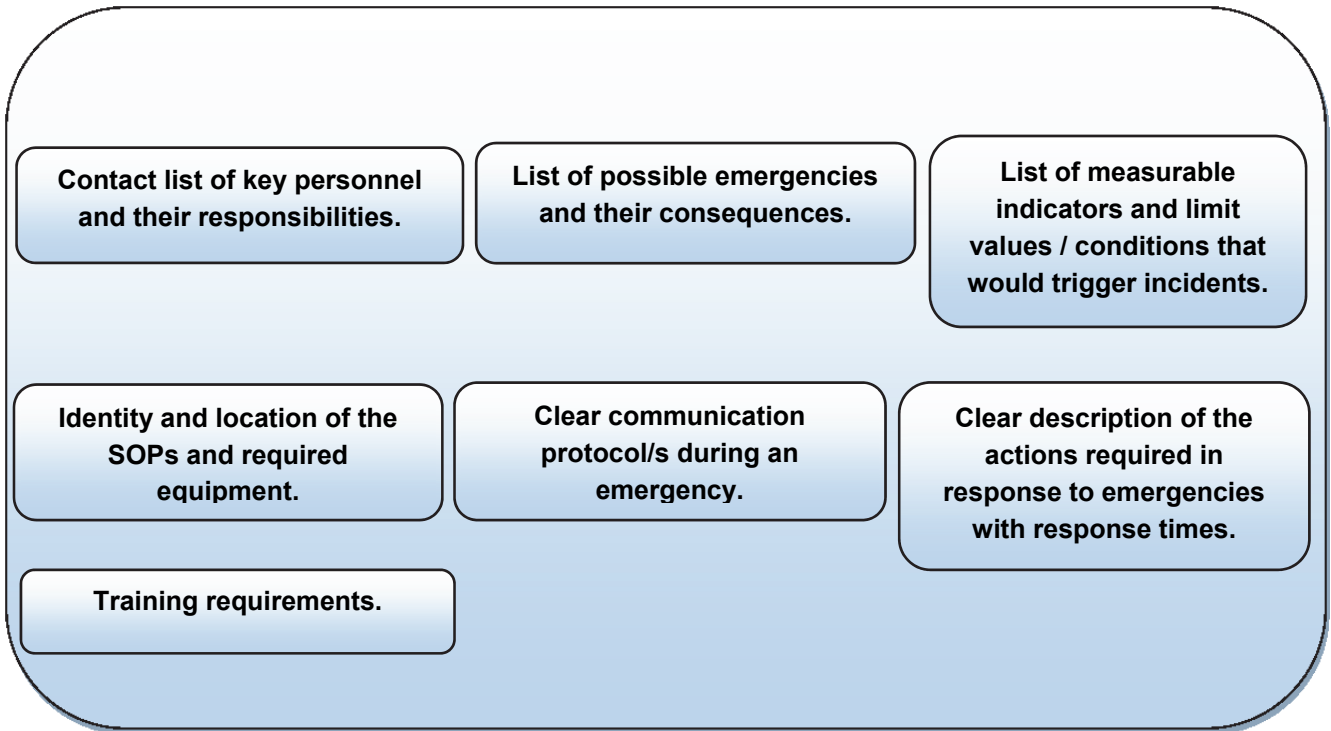 Contact list of key personnel
and their responsibilities.
List of possible emergencies
and their consequences.
List of measurable
indicators and limit
values / conditions that
would trigger incidents.
Identity and location of the
SOPs and required
equipment.
Clear communication
protocol/s during an
emergency.
Clear description of the
actions required in
response to emergencies
with response times.
Training requirements.